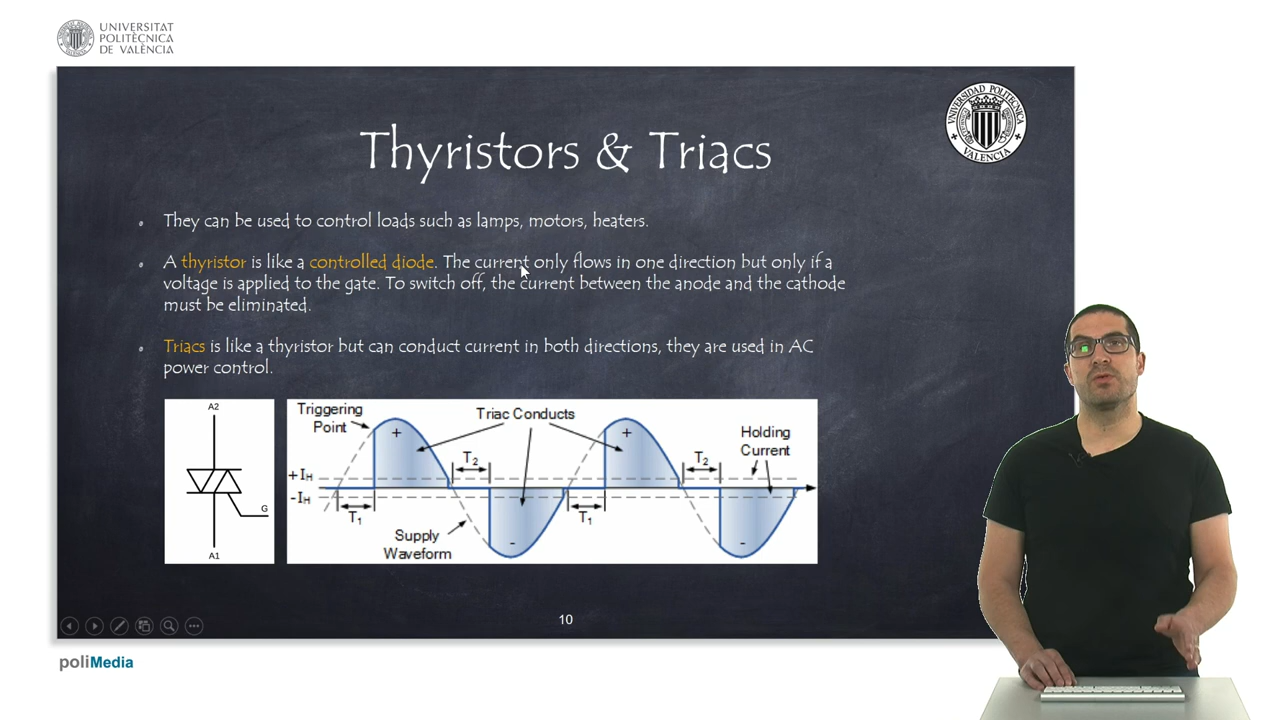 UNIVERSITAT
POLITÈCNICA
DE VALÈNCIA
UNIVERSIDAD POLITECNICA
VALENCIA
Thyristors & Triacs
They can be used to control loads such as lamps, motors, heaters.
A thyristor is like a controlled diode. The current only flows in one direction but only if a
voltage is applied to the gate. To switch off, the current between the anode and the cathode
must be eliminated.
Triacs is like a thyristor but can conduct current in both directions, they are used in AC
power control.
A2
G
A1
Triggering
Point
Triac Conducts
Holding
Current
+
+
T2
T2
+IH
-IH
T1
T1
Supply
Waveform
-
-
10
poliMedia